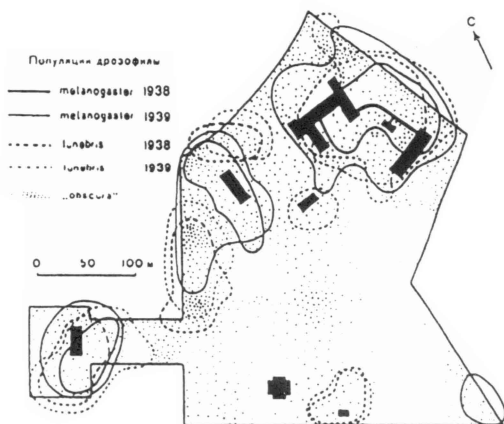 Популяции дрозофилы
melanogaster 1938
melanogaster 1939
funebris 1938
funebris 1939
„obscura"
0 50 100 м
С